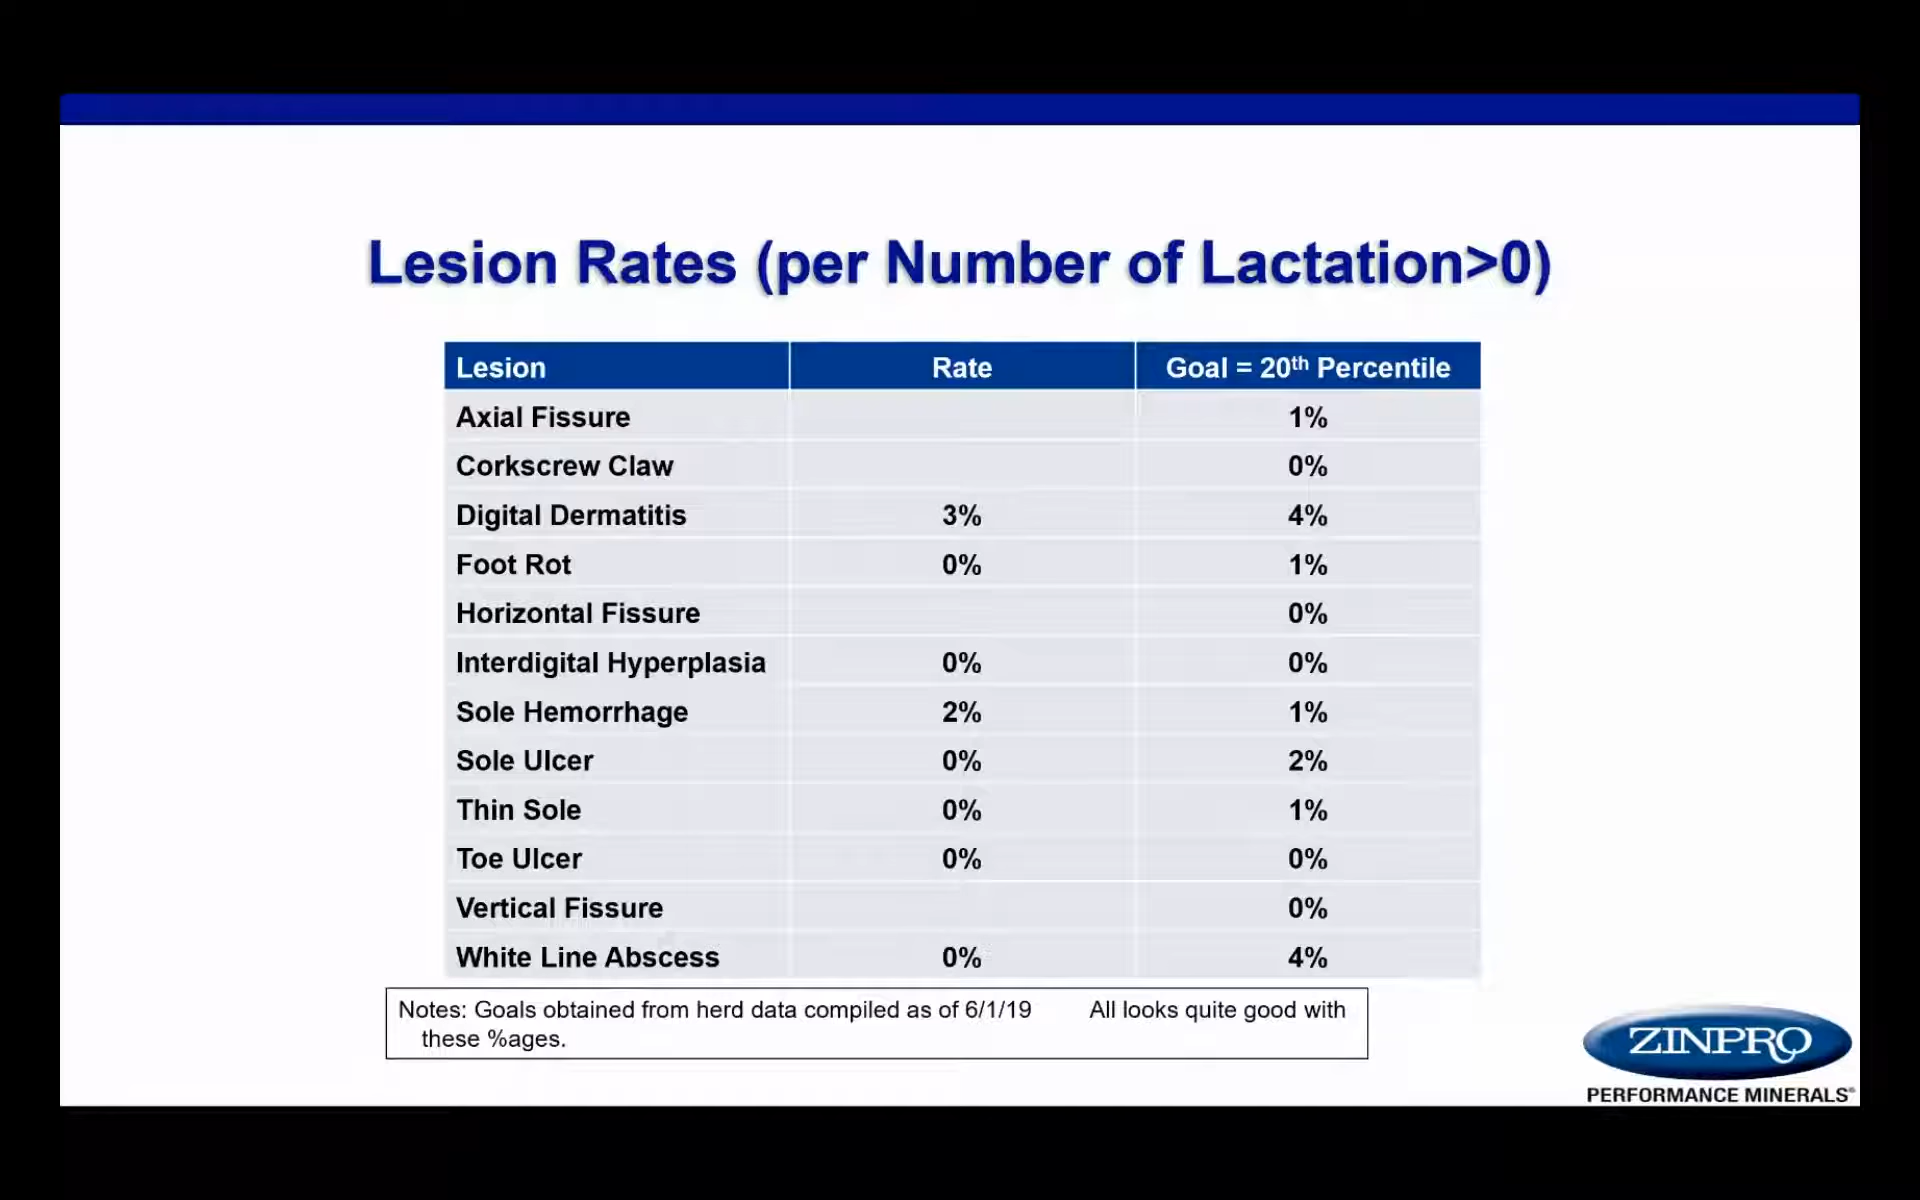 Lesion Rates (per Number of Lactation>0)
Lesion Rate Goal = 20th Percentile
Axial Fissure 1%
Corkscrew Claw 0%
Digital Dermatitis 3% 4%
Foot Rot 0% 1%
Horizontal Fissure 0%
Interdigital Hyperplasia 0% 0%
Sole Hemorrhage 2% 1%
Sole Ulcer 0% 2%
Thin Sole 0% 1%
Toe Ulcer 0% 0%
Vertical Fissure 0%
White Line Abscess 0% 4%
Notes: Goals obtained from herd data compiled as of 6/1/19 All looks quite good with
these %ages.
ZINPRO
PERFORMANCE MINERALS®